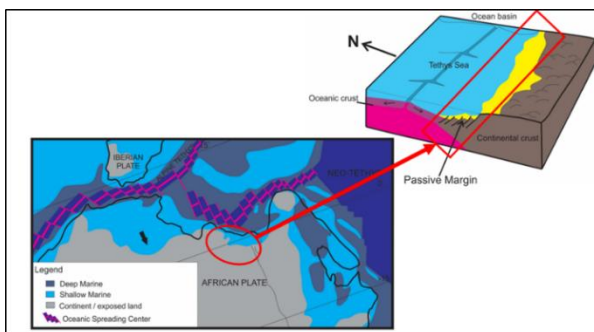 Ocean basin
N
Tethys Sea
Oceanic crust
Continental crust
Passive Margin
IBERIAN
PLATE
NEO-TETHYS
AFRICAN PLATE
Legend
Deep Marine
Shallow Marine
Continent / exposed land
Oceanic Spreading Center